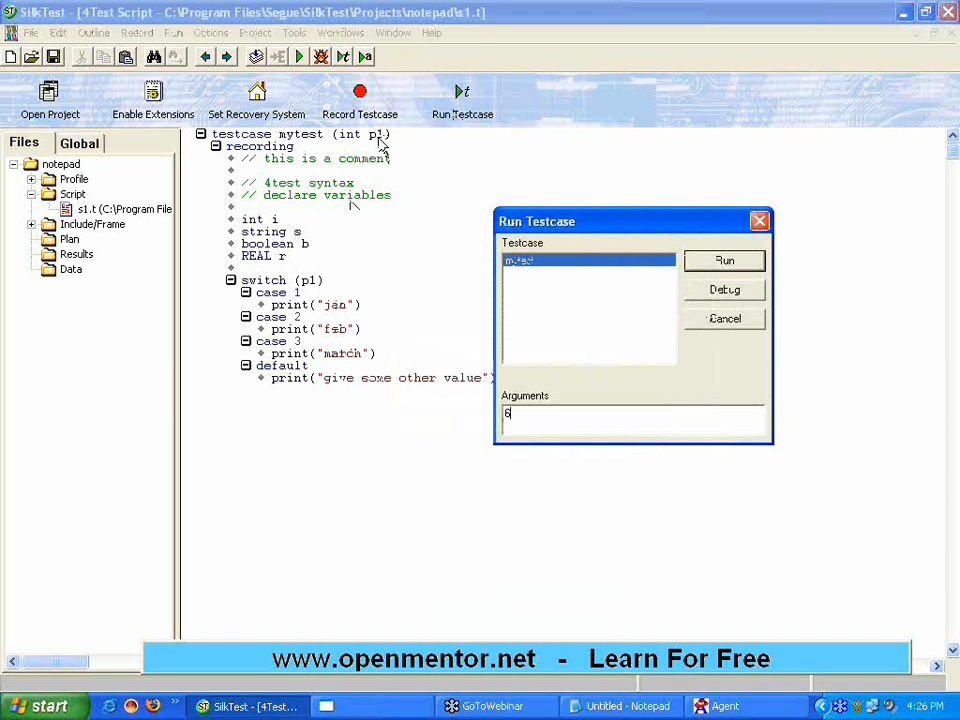 SilkTest - [4Test Script - C:\Program Files\Segue\SilkTest\Projects\notepad\s1.t]
File Edit Outline Record Run Options Project Tools Workflows Window Help
Open Project Enable Extensions Set Recovery System Record Testcase Run Testcase
Files Global
notepad
Profile
Script
s1.t (C:\Program File
Include/Frame
Plan
Results
Data
testcase mytest (int p1)
recording
// this is a comment
// 4test syntax
// declare variables
int i
string s
boolean b
REAL r
switch (p1)
case 1
print("jan")
case 2
print("feb")
case 3
print("march")
default
print("give some other value")
Run Testcase
Testcase
mytest
Run
Debug
Cancel
Arguments
6
www.openmentor.net - Learn For Free
start
SilkTest - [4Test...
GoToWebinar
Untitled - Notepad
Agent
4:26 PM